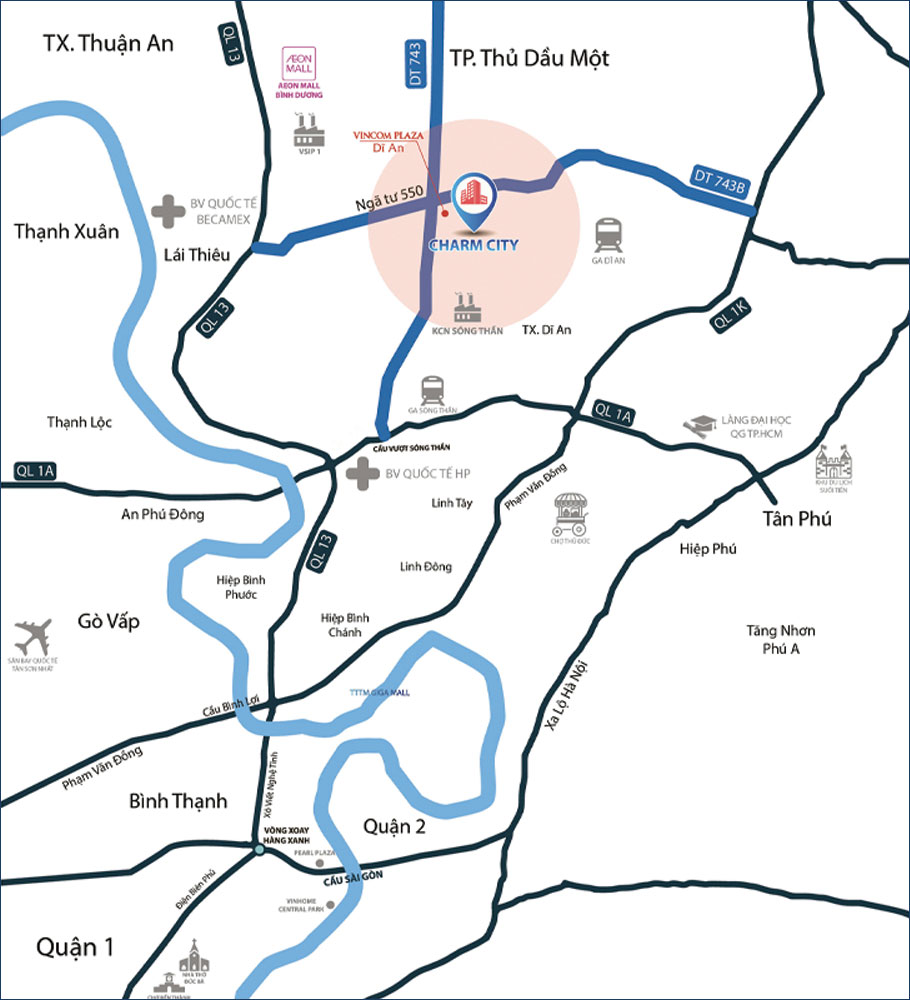 TX. Thuận An
QL 13
ÆON
MALL
AEON MALL
BÌNH DƯƠNG
VSIP 1
DT 743
TP. Thủ Dầu Một
VINCOM PLAZA
Dĩ An
Ngã tư 550
DT 743B
BV QUỐC TẾ
BECAMEX
Thạnh Xuân
Lái Thiêu
CHARM CITY
GA DĨ AN
QL 13
KCN SÓNG THẦN
TX. Dĩ An
QL 1K
GA SÓNG THẦN
Thạnh Lộc
QL 1A
LÀNG ĐẠI HỌC
QG TP.HCM
CẦU VƯỢT SÓNG THẦN
QL 1A
BV QUỐC TẾ HP
Phạm Văn Đồng
KHU DU LỊCH
SUỐI TIÊN
An Phú Đông
Linh Tây
CHỢ THỦ ĐỨC
Tân Phú
QL 13
Hiệp Phú
Linh Đông
Hiệp Bình
Phước
Gò Vấp
Hiệp Bình
Chánh
Tăng Nhơn
Phú A
SÂN BAY QUỐC TẾ
TÂN SƠN NHẤT
TTTM GIGA MALL
Xa Lộ Hà Nội
Cầu Bình Lợi
Phạm Văn Đồng
Xô Viết Nghệ Tĩnh
Bình Thạnh
Quận 2
VÒNG XOAY
HÀNG XANH
PEARL PLAZA
CẦU SÀI GÒN
Điện Biên Phủ
VINHOME
CENTRAL PARK
Quận 1
NHÀ THỜ
ĐỨC BÀ